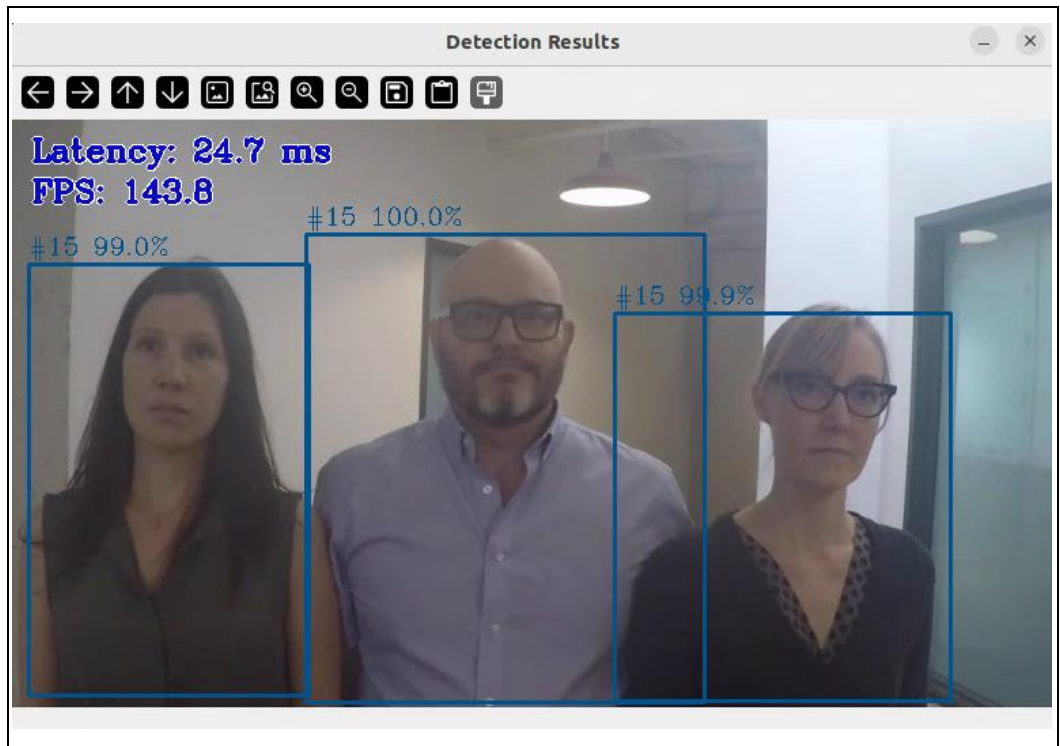 Detection Results
Latency: 24.7 ms
FPS: 143.8
#15 100.0%
#15 99.0%
#15 99.9%